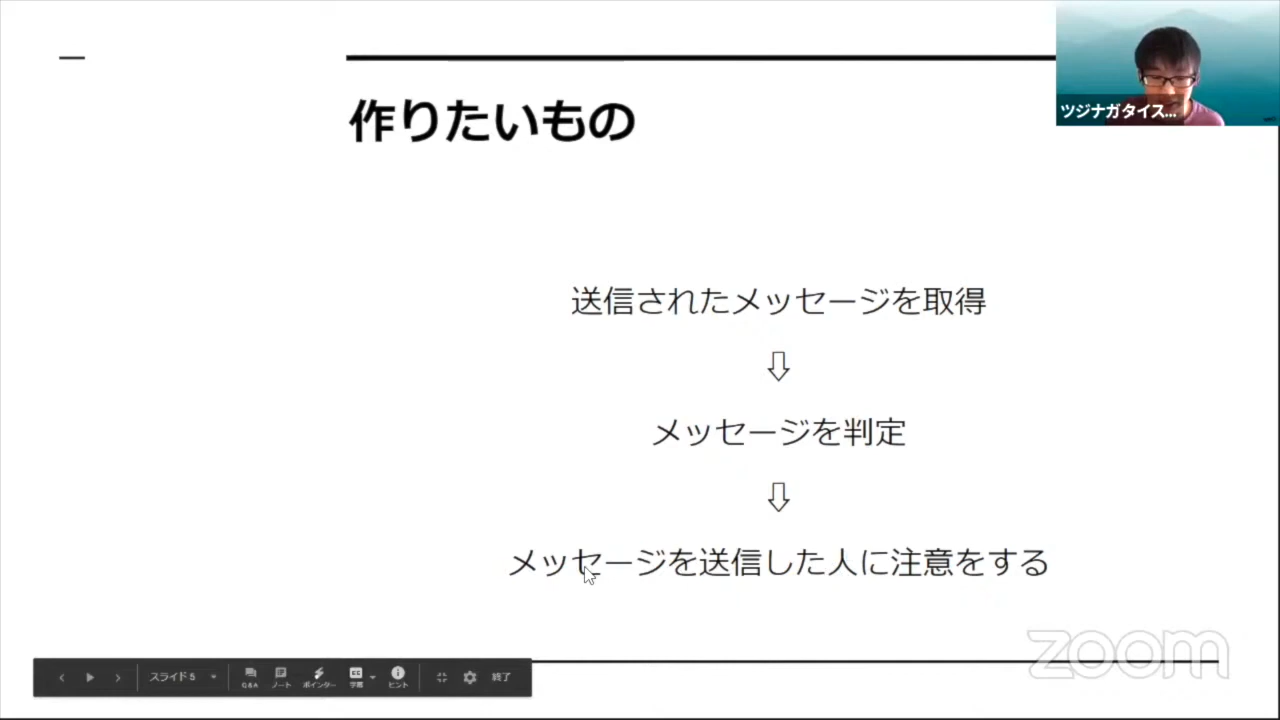 作りたいもの
ツジナガタイス...
送信されたメッセージを取得
⇩
メッセージを判定
⇩
メッセージを送信した人に注意をする
zoom
スライド 5
Q&A ノート ポインター 字幕 ヒント 終了